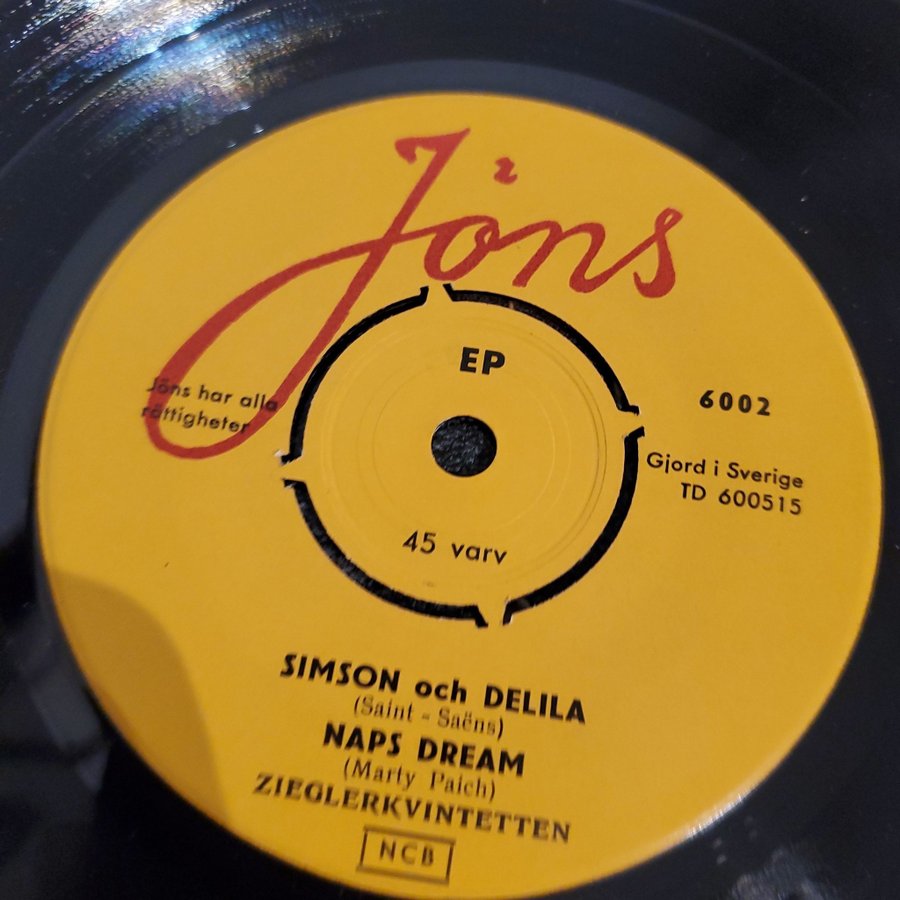 Jöns
EP
6002
Jöns har alla
rättigheter
Gjord i Sverige
TD 600515
45 varv
SIMSON och DELILA
(Saint - Saëns)
NAPS DREAM
(Marty Paich)
ZIEGLERKVINTETTEN
NCB